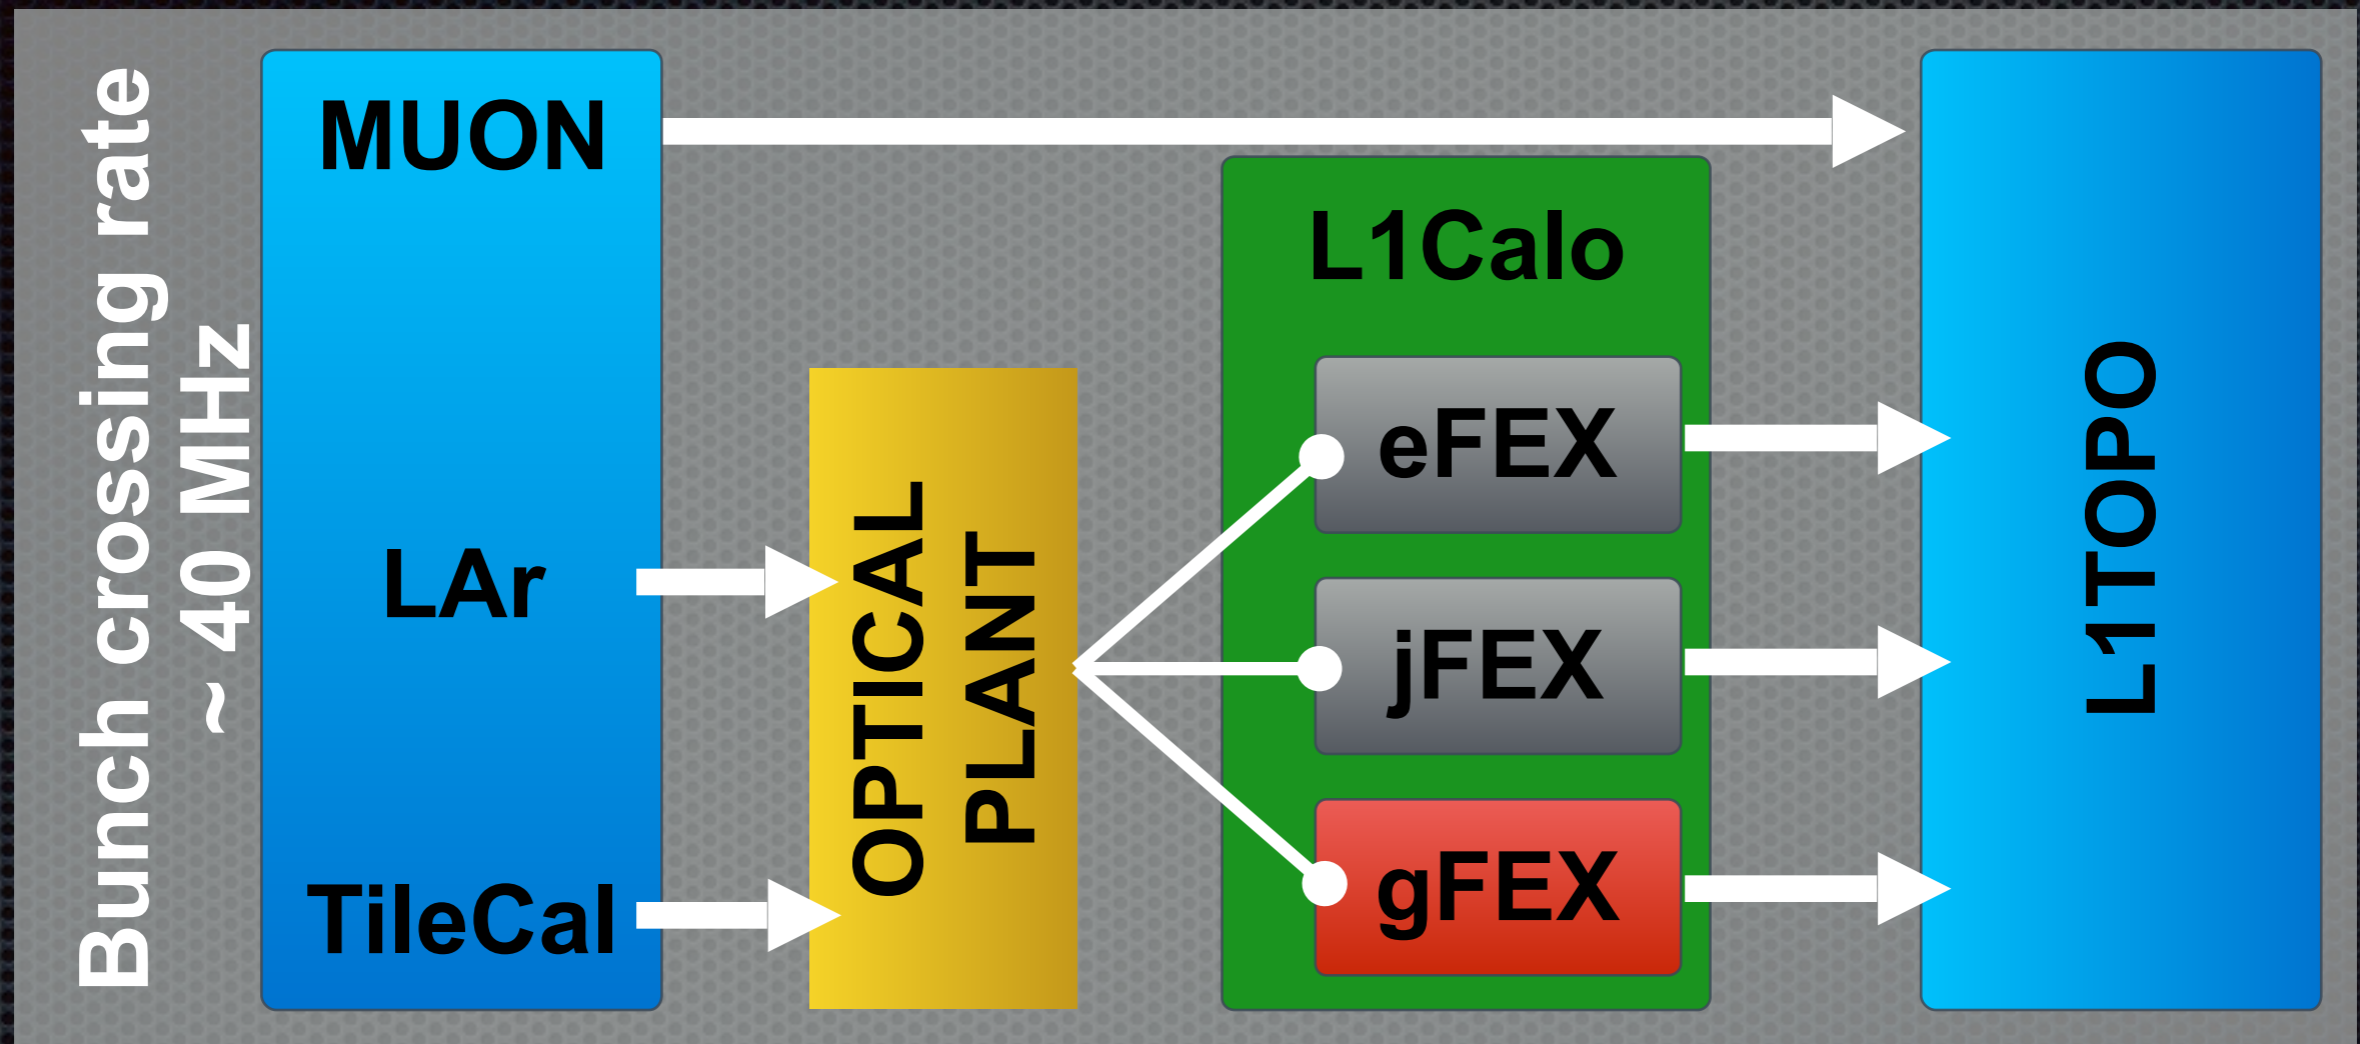 Bunch crossing rate
~ 40 MHz
MUON
LAr
TileCal
OPTICAL
PLANT
L1Calo
eFEX
jFEX
gFEX
L1TOPO